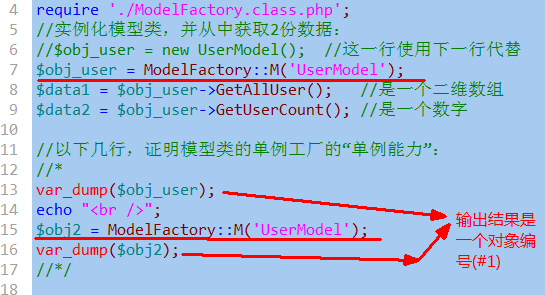 4 require './ModelFactory.class.php';
5 //实例化模型类，并从中获取2份数据：
6 //$obj_user = new UserModel();  //这一行使用下一行代替
7 $obj_user = ModelFactory::M('UserModel');
8 $data1 = $obj_user->GetAllUser();   //是一个二维数组
9 $data2 = $obj_user->GetUserCount(); //是一个数字
10
11 //以下几行，证明模型类的单例工厂的“单例能力”：
12 //*
13 var_dump($obj_user);
14 echo "<br />";
15 $obj2 = ModelFactory::M('UserModel');
16 var_dump($obj2);
17 //*/
18
输出结果是
一个对象编
号(#1)